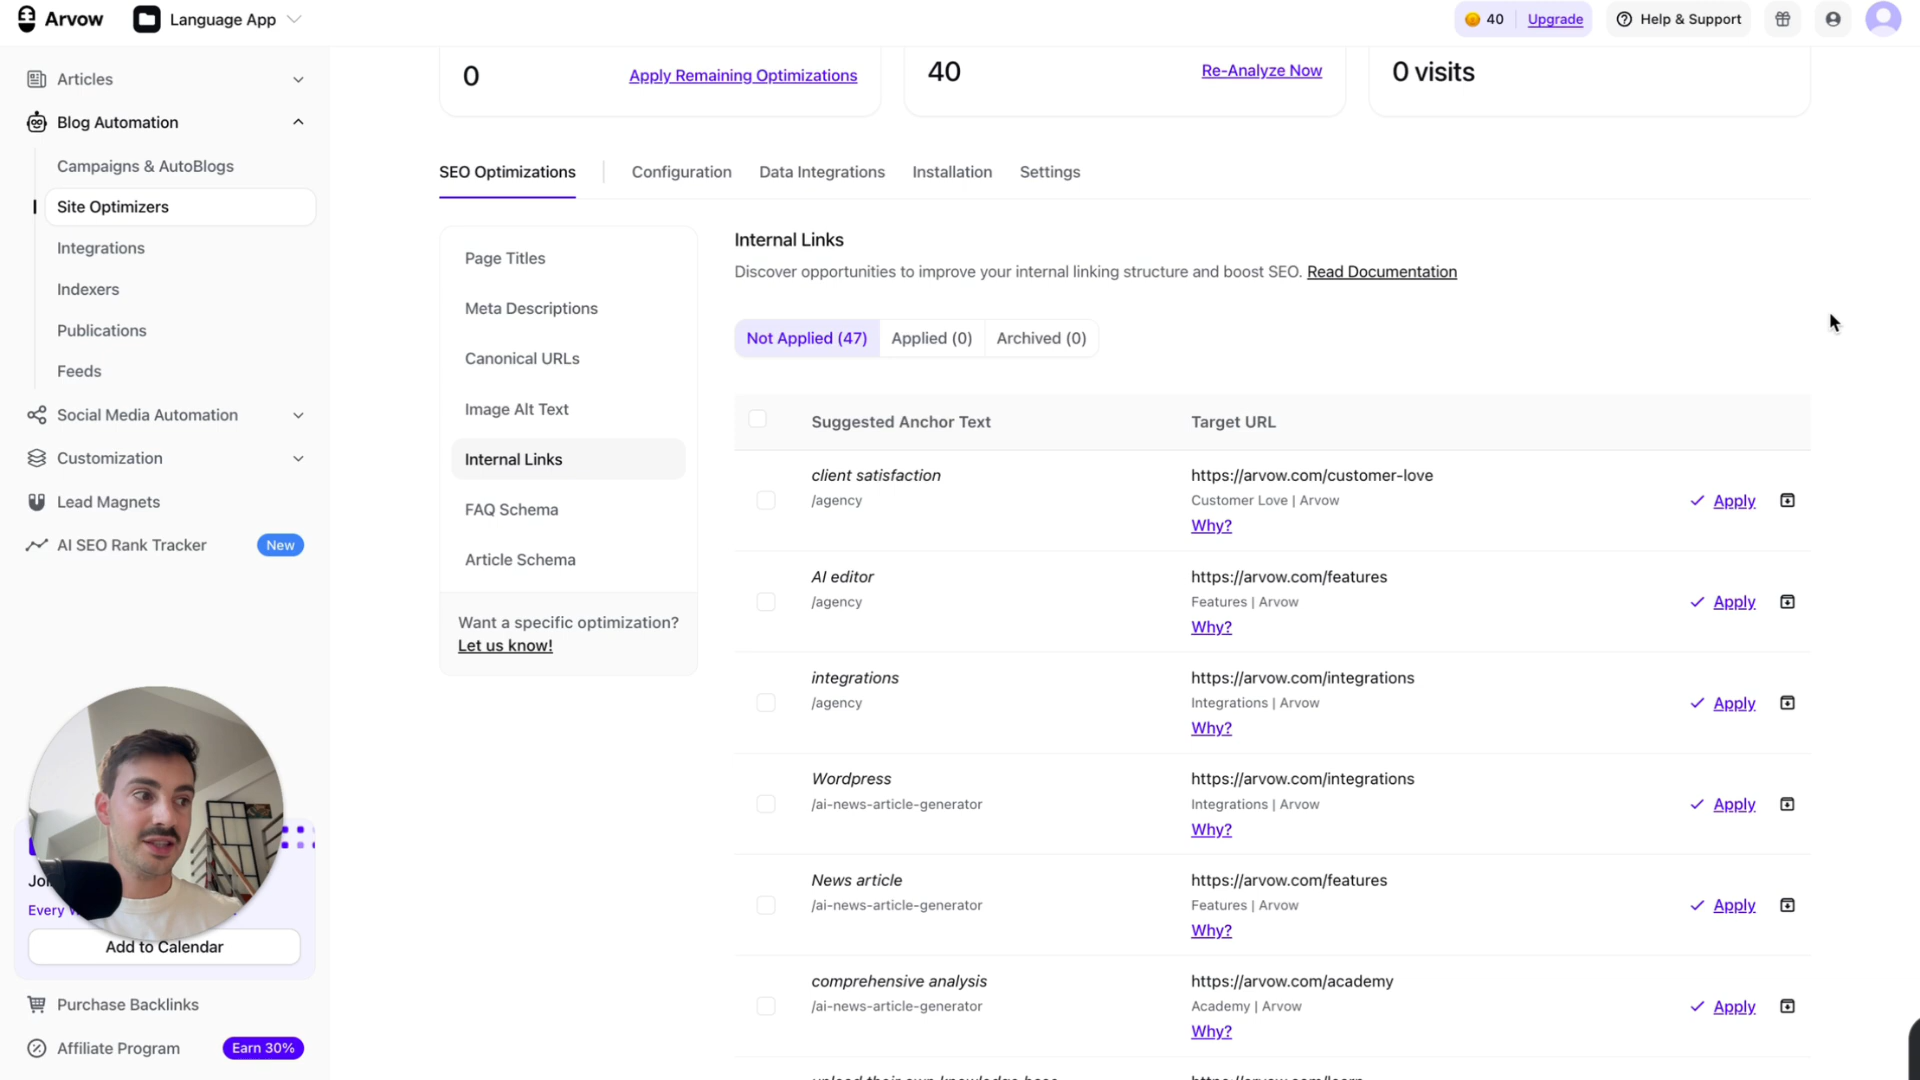 Arvow
Language App
40
Upgrade
Help & Support
Articles
Blog Automation
Campaigns & AutoBlogs
Site Optimizers
Integrations
Indexers
Publications
Feeds
Social Media Automation
Customization
Lead Magnets
AI SEO Rank Tracker
New
Every
Add to Calendar
Purchase Backlinks
Affiliate Program
Earn 30%
0
Apply Remaining Optimizations
40
Re-Analyze Now
0 visits
SEO Optimizations
Configuration
Data Integrations
Installation
Settings
Page Titles
Meta Descriptions
Canonical URLs
Image Alt Text
Internal Links
FAQ Schema
Article Schema
Want a specific optimization?
Let us know!
Internal Links
Discover opportunities to improve your internal linking structure and boost SEO. Read Documentation
Not Applied (47)
Applied (0)
Archived (0)
Suggested Anchor Text
Target URL
client satisfaction
/agency
https://arvow.com/customer-love
Customer Love | Arvow
Why?
Apply
AI editor
/agency
https://arvow.com/features
Features | Arvow
Why?
Apply
integrations
/agency
https://arvow.com/integrations
Integrations | Arvow
Why?
Apply
Wordpress
/ai-news-article-generator
https://arvow.com/integrations
Integrations | Arvow
Why?
Apply
News article
/ai-news-article-generator
https://arvow.com/features
Features | Arvow
Why?
Apply
comprehensive analysis
/ai-news-article-generator
https://arvow.com/academy
Academy | Arvow
Why?
Apply